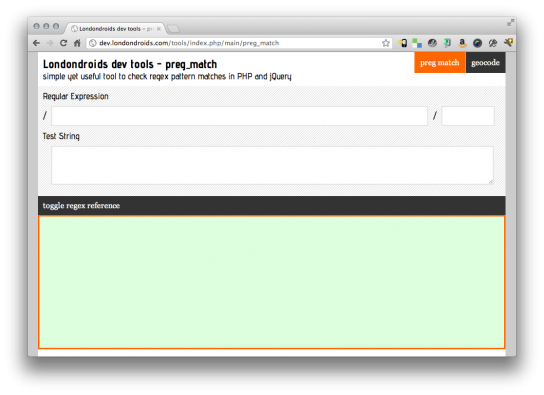 Londondroids dev tools – pr
dev.londondroids.com/tools/index.php/main/preg_match
Londondroids dev tools - preg_match
preg match
geocode
simple yet useful tool to check regex pattern matches in PHP and jQuery
Regular Expression
/ /
Test String
toggle regex reference